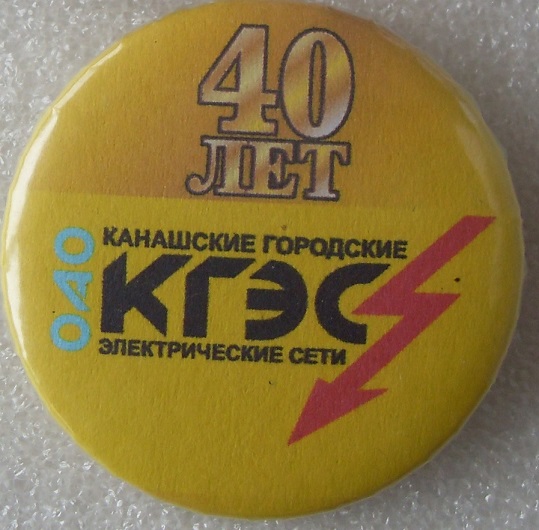 40
ЛЕТ
ОАО
КАНАШСКИЕ ГОРОДСКИЕ
КГЭС
ЭЛЕКТРИЧЕСКИЕ СЕТИ